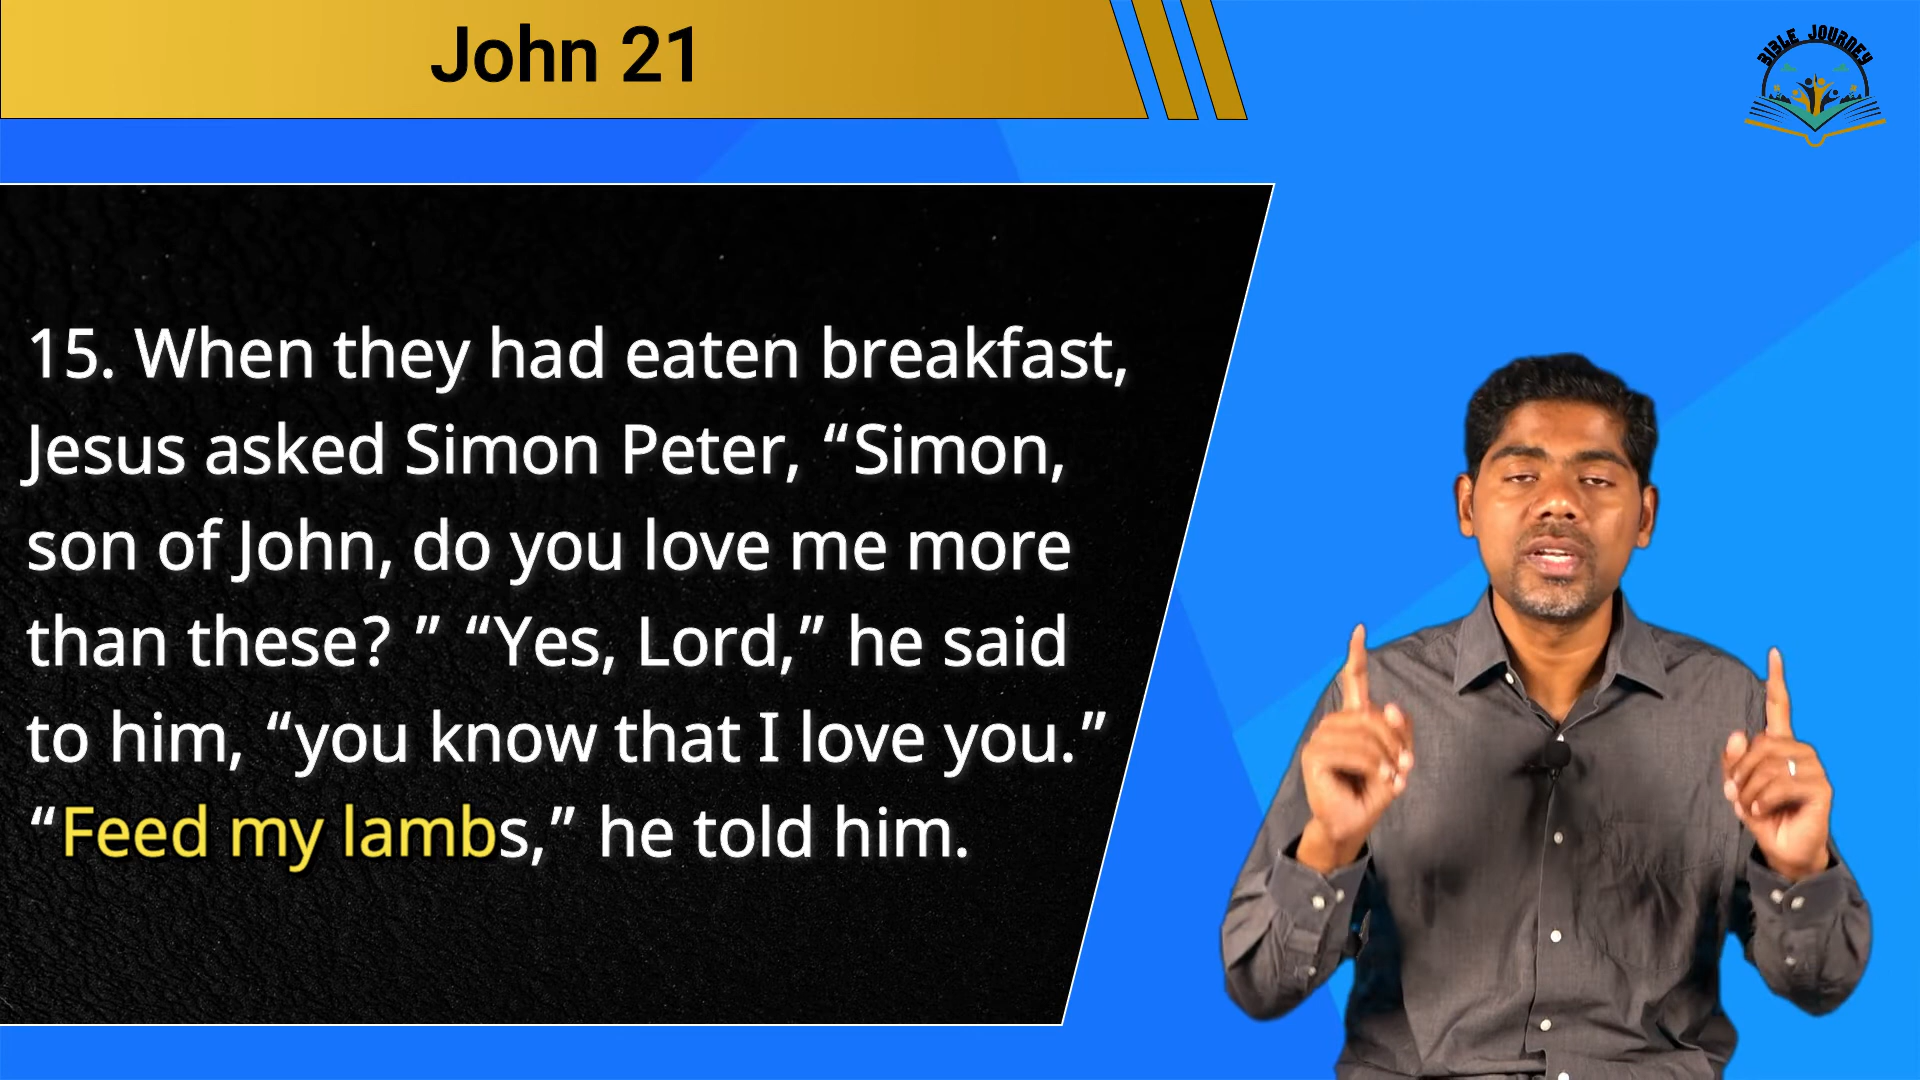 John 21
BIBLE JOURNEY
15. When they had eaten breakfast,
Jesus asked Simon Peter, “Simon,
son of John, do you love me more
than these? ” “Yes, Lord,” he said
to him, “you know that I love you.”
“Feed my lambs,” he told him.